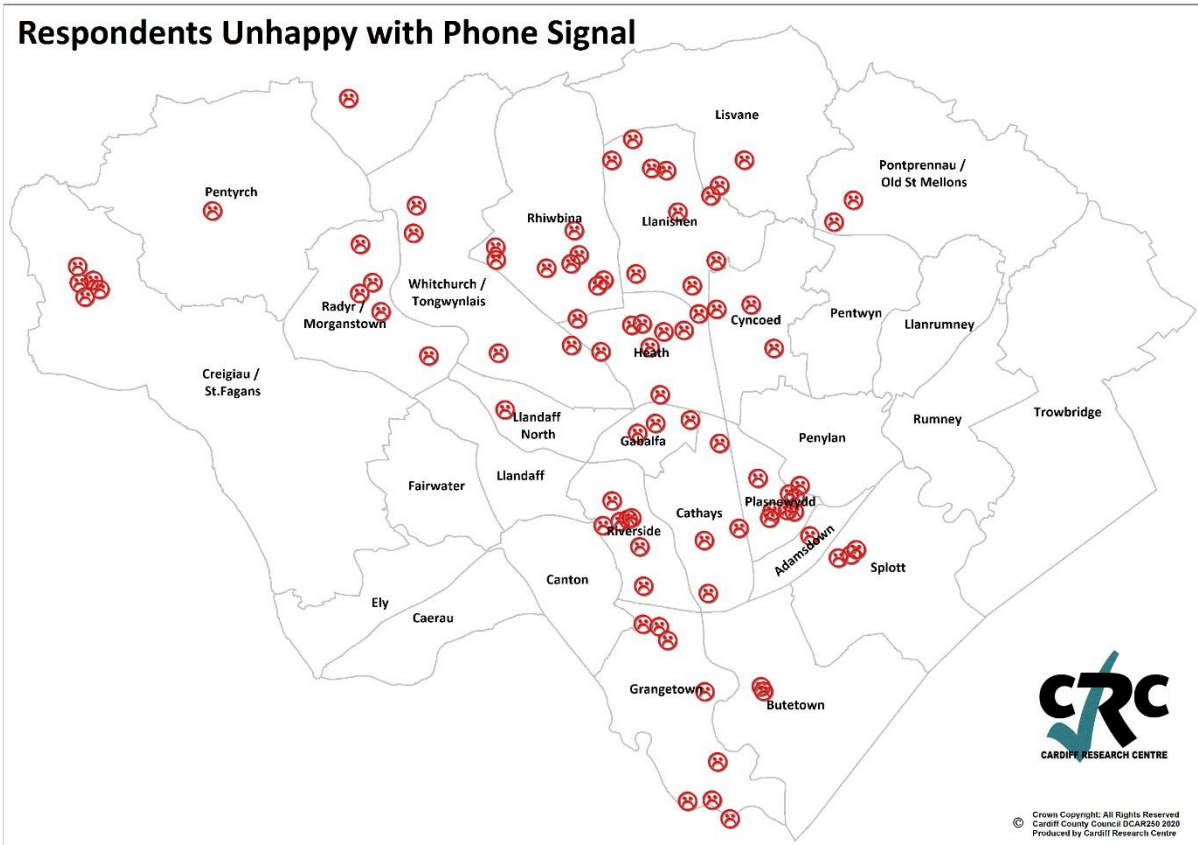 Respondents Unhappy with Phone Signal
Lisvane
Pontprennau /
Old St Mellons
Pentyrch
Rhiwbina
Llanishen
Whitchurch /
Tongwynlais
Radyr /
Morganstown
Cyncoed
Pentwyn
Llanrumney
Heath
Creigiau /
St.Fagans
Llandaff
North
Gabalfa
Penylan
Rumney
Trowbridge
Fairwater
Llandaff
Plasnewydd
Cathays
Riverside
Adamsdown
Splott
Canton
Ely
Caerau
Grangetown
Butetown
CRC
CARDIFF RESEARCH CENTRE
© Crown Copyright: All Rights Reserved
Cardiff County Council DCAR250 2020
Produced by Cardiff Research Centre